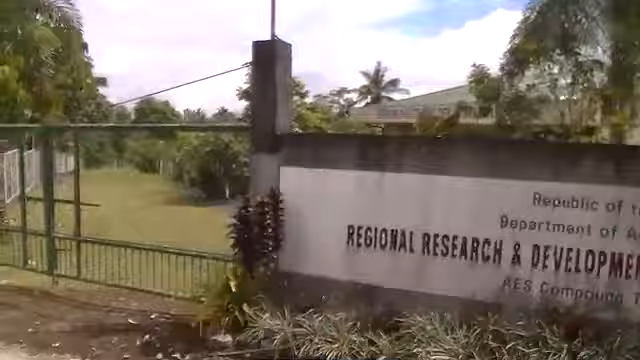 Republic of t
Department of A
REGIONAL RESEARCH & DEVELOPME
RES Compound